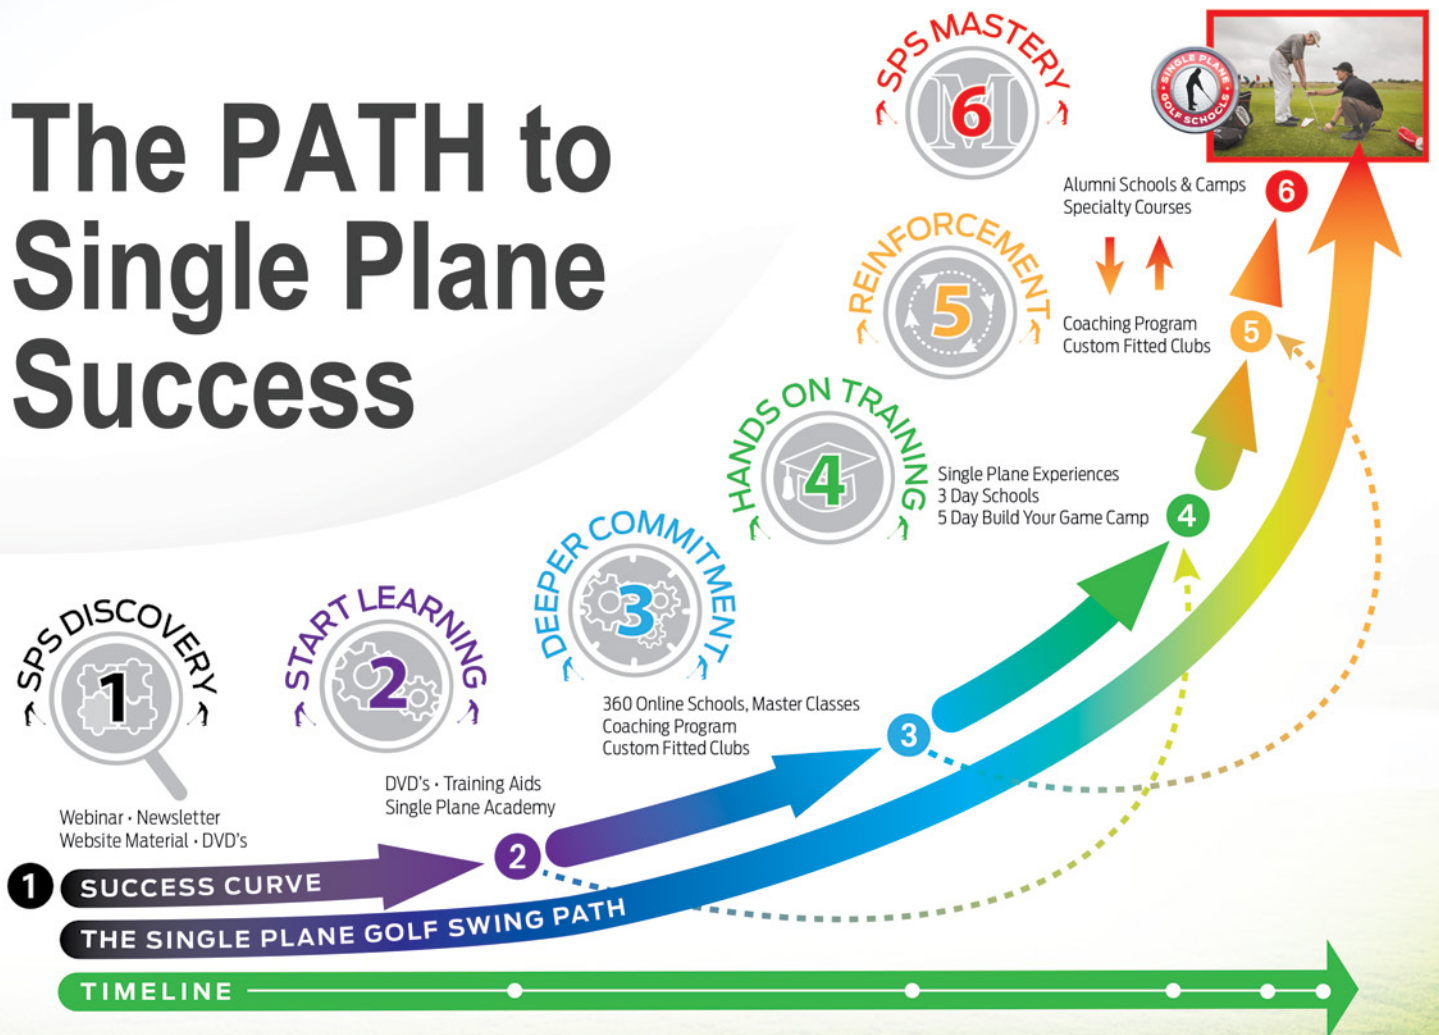 The PATH to
Single Plane
Success
SPS MASTERY
6
SINGLE PLANE
GOLF SCHOOLS
Alumni Schools & Camps
Specialty Courses
6
REINFORCEMENT
5
Coaching Program
Custom Fitted Clubs
5
HANDS ON TRAINING
4
Single Plane Experiences
3 Day Schools
5 Day Build Your Game Camp
4
DEEPER COMMITMENT
3
360 Online Schools, Master Classes
Coaching Program
Custom Fitted Clubs
3
START LEARNING
2
DVD's · Training Aids
Single Plane Academy
2
SPS DISCOVERY
1
Webinar · Newsletter
Website Material · DVD's
1
SUCCESS CURVE
THE SINGLE PLANE GOLF SWING PATH
TIMELINE